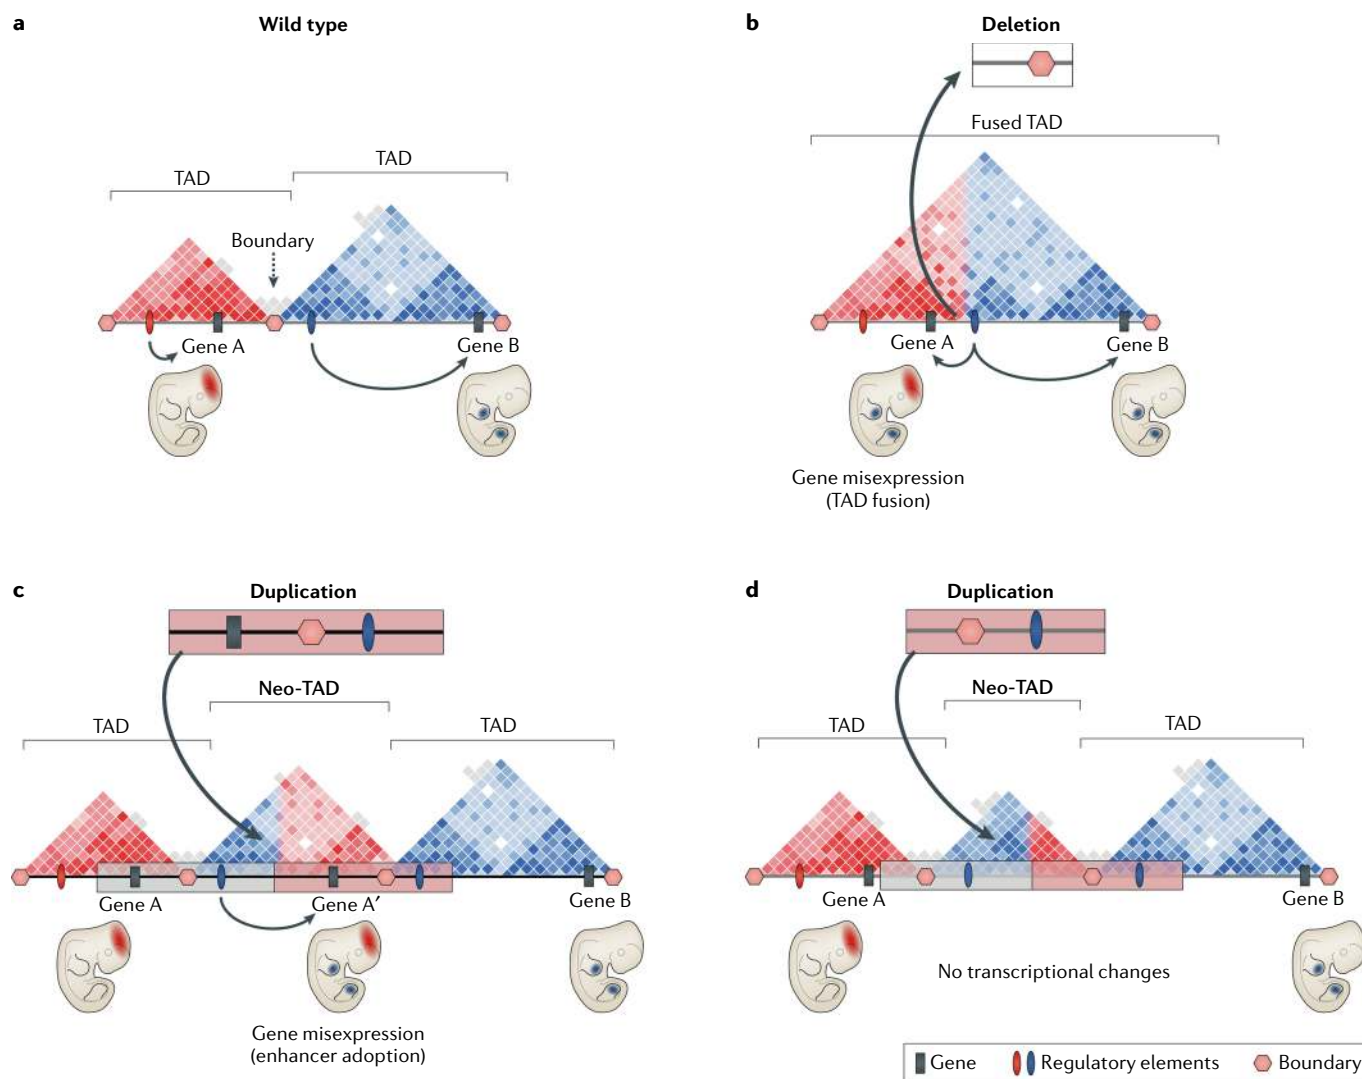 a
Wild type
TAD
TAD
Boundary
Gene A
Gene B
b
Deletion
Fused TAD
Gene A
Gene B
Gene misexpression
(TAD fusion)
c
Duplication
Neo-TAD
TAD
TAD
Gene A
Gene A′
Gene B
Gene misexpression
(enhancer adoption)
d
Duplication
Neo-TAD
TAD
TAD
Gene A
Gene B
No transcriptional changes
Gene
Regulatory elements
Boundary